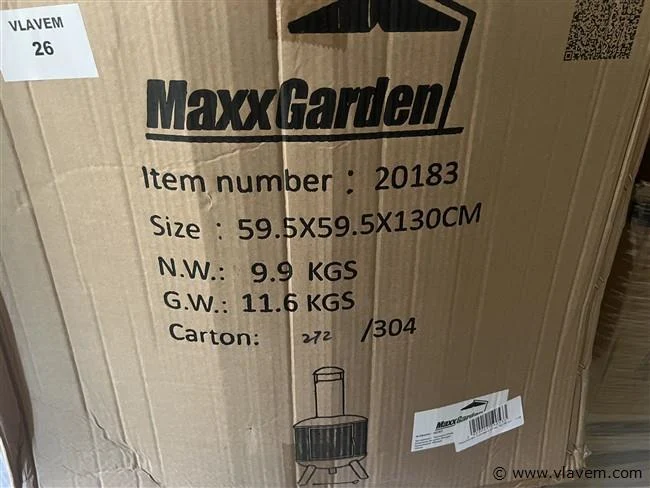 VLAVEM
26
MaxxGarden
Item number : 20183
Size : 59.5X59.5X130CM
N.W.: 9.9 KGS
G.W.: 11.6 KGS
Carton: 272 /304
MaxxGarden
© www.vlavem.com